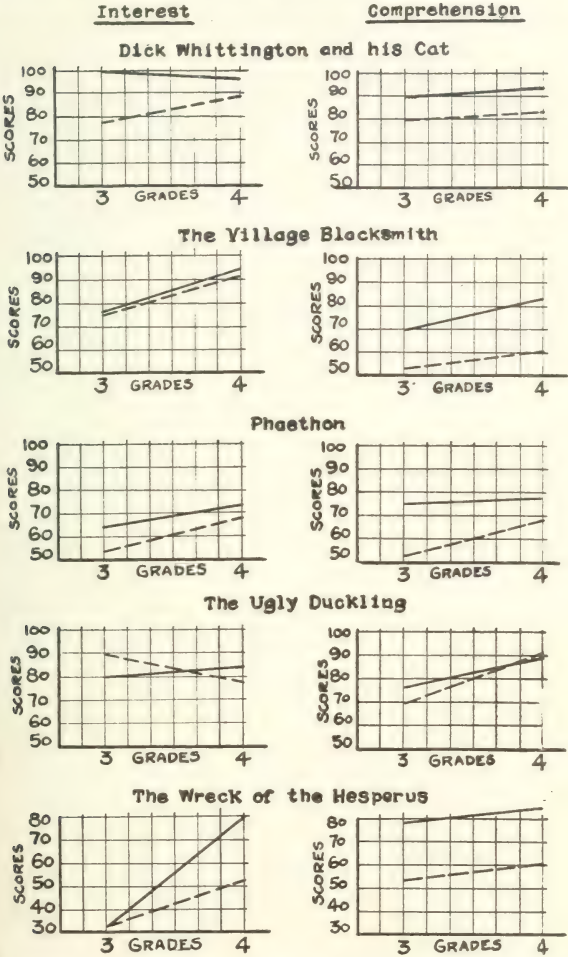 Interest Comprehension
Dick Whittington and his Cat
100 100
90 90
80 80
70 70
60 60
50 50
SCORES SCORES
3 GRADES 4 3 GRADES 4
The Village Blacksmith
100 100
90 90
80 80
70 70
60 60
50 50
SCORES SCORES
3 GRADES 4 3 GRADES 4
Phaethon
100 100
90 90
80 80
70 70
60 60
50 50
SCORES SCORES
3 GRADES 4 3 GRADES 4
The Ugly Duckling
100 100
90 90
80 80
70 70
60 60
50 50
SCORES SCORES
3 GRADES 4 3 GRADES 4
The Wreck of the Hesperus
80 80
70 70
60 60
50 50
40 40
30 30
SCORES SCORES
3 GRADES 4 3 GRADES 4